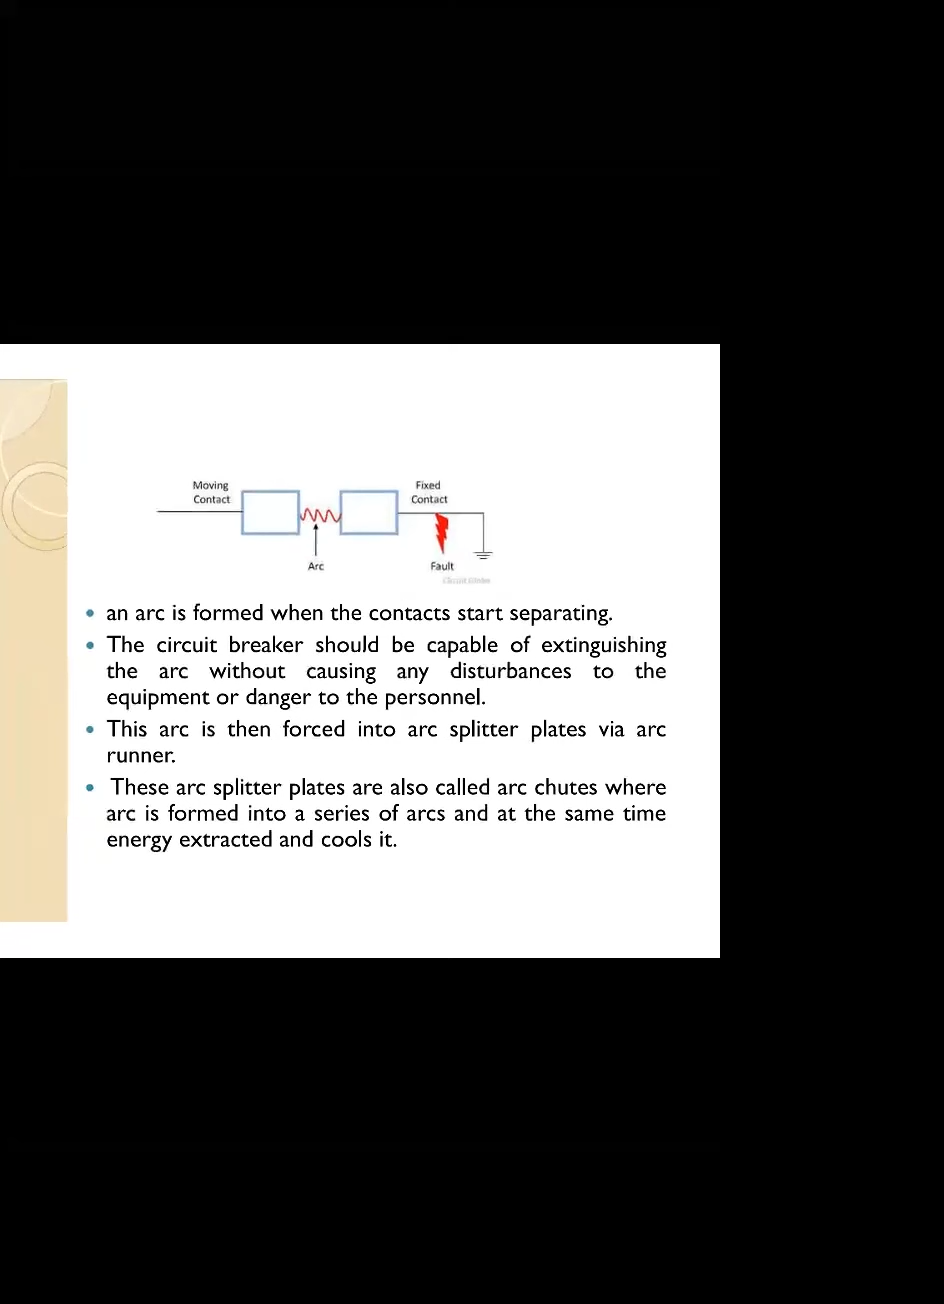 Moving
Contact
Fixed
Contact
Arc
Fault
Circuit Globe
an arc is formed when the contacts start separating.
The circuit breaker should be capable of extinguishing
the arc without causing any disturbances to the
equipment or danger to the personnel.
This arc is then forced into arc splitter plates via arc
runner.
These arc splitter plates are also called arc chutes where
arc is formed into a series of arcs and at the same time
energy extracted and cools it.